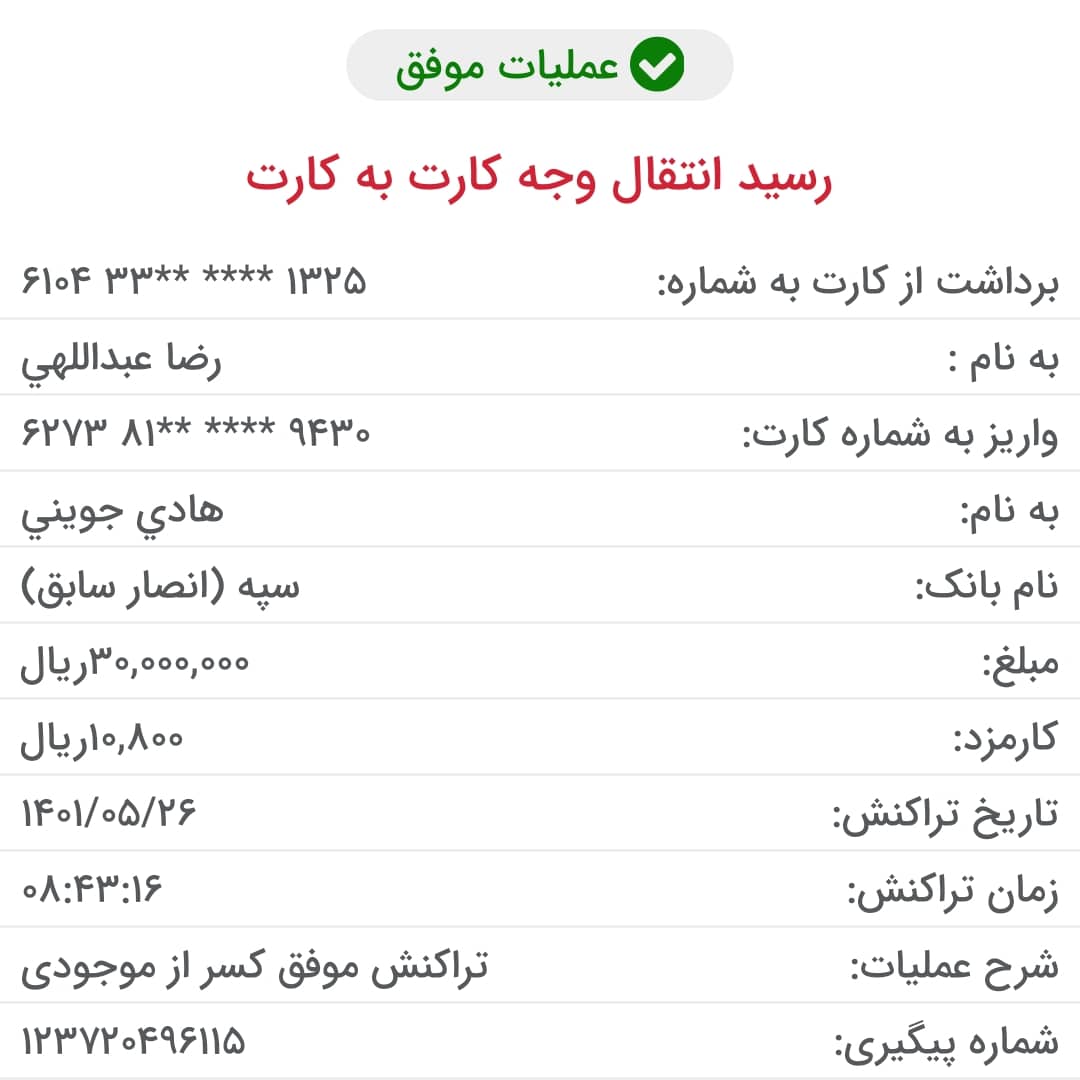 عملیات موفق
رسید انتقال وجه کارت به کارت
برداشت از کارت به شماره: ۶۱۰۴ ۳۳** **** ۱۳۲۵
به نام : رضا عبداللهي
واریز به شماره کارت: ۶۲۷۳ ۸۱** **** ۹۴۳۰
به نام: هادي جويني
نام بانک: سپه (انصار سابق)
مبلغ: ۳۰,۰۰۰,۰۰۰ریال
کارمزد: ۱۰,۸۰۰ریال
تاریخ تراکنش: ۱۴۰۱/۰۵/۲۶
زمان تراکنش: ۰۸:۴۳:۱۶
شرح عملیات: تراکنش موفق کسر از موجودی
شماره پیگیری: ۱۲۳۷۲۰۴۹۶۱۱۵